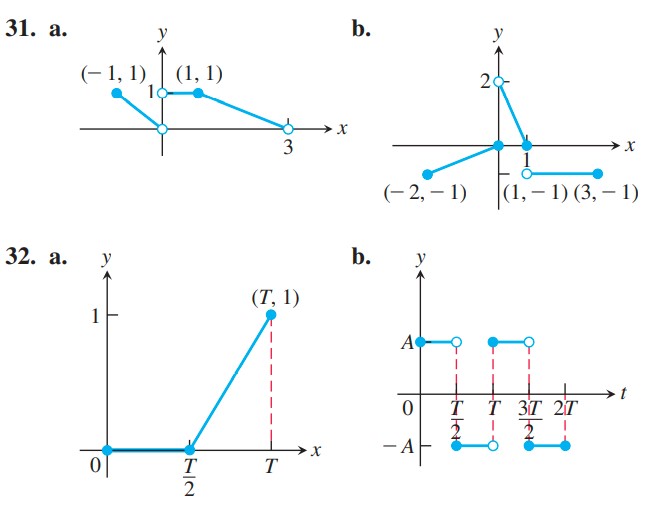 31. a.
y
(– 1, 1)
(1, 1)
1
x
3
b.
y
2
x
1
(– 2, – 1)
(1, – 1) (3, – 1)
32. a.
y
(T, 1)
1
x
0
T
2
T
b.
y
A
t
0
T
2
T
3T
2
2T
– A